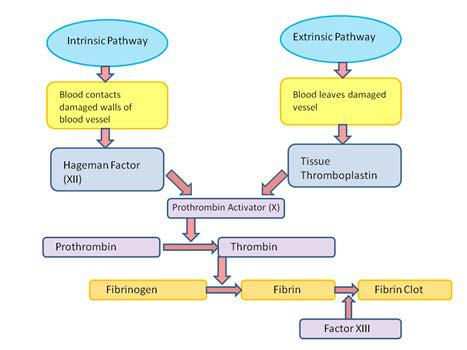 Intrinsic Pathway
Extrinsic Pathway
Blood contacts
damaged walls of
blood vessel
Blood leaves damaged
vessel
Hageman Factor
(XII)
Tissue
Thromboplastin
Prothrombin Activator (X)
Prothrombin
Thrombin
Fibrinogen
Fibrin
Fibrin Clot
Factor XIII